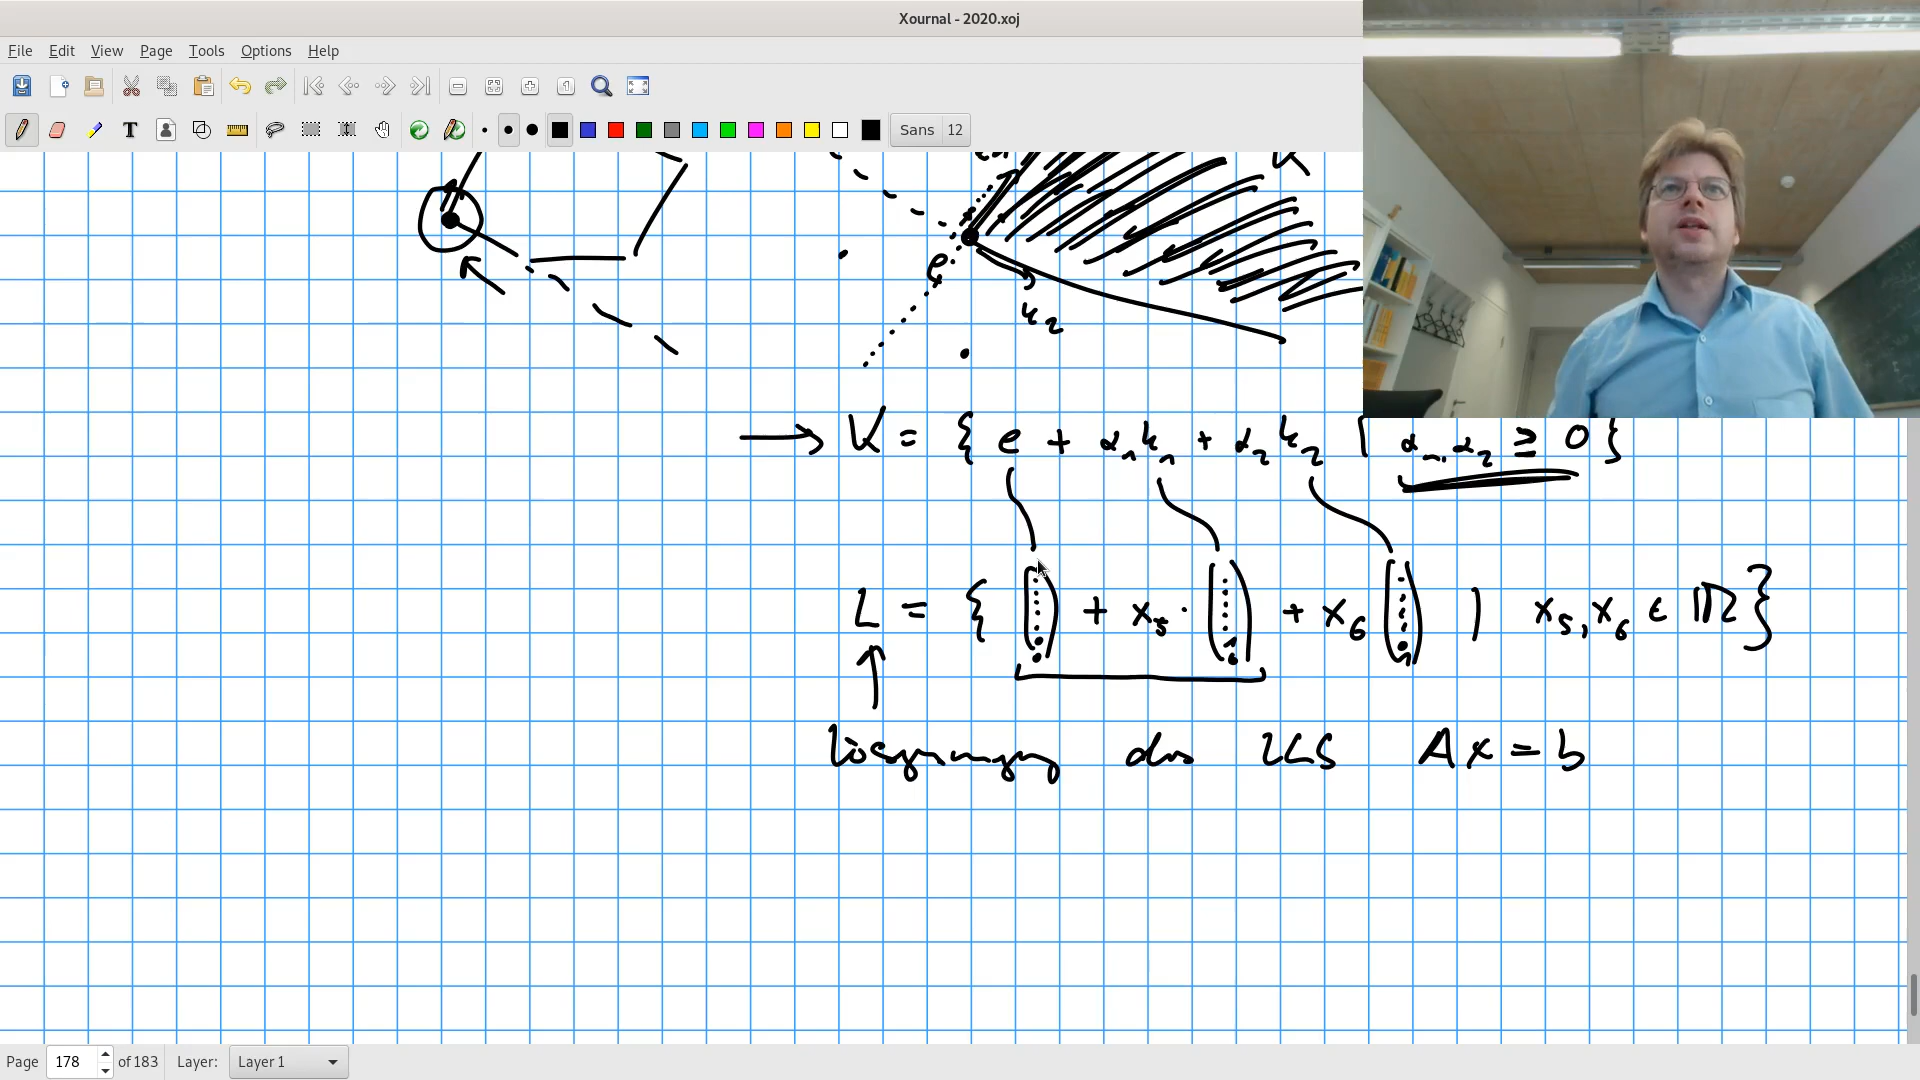 Xournal - 2020.xoj
File Edit View Page Tools Options Help
Sans 12
K
e
k₂
→ K = { e + α₁k₁ + α₂k₂ | α₁, α₂ ≥ 0 }
L = { ( ⋮ ) + x₅ · ( ⋮ ) + x₆ ( ⋮ ) | x₅, x₆ ∈ ℝ }
Lösungen des LGS Ax = b
Page 178 of 183 Layer: Layer 1